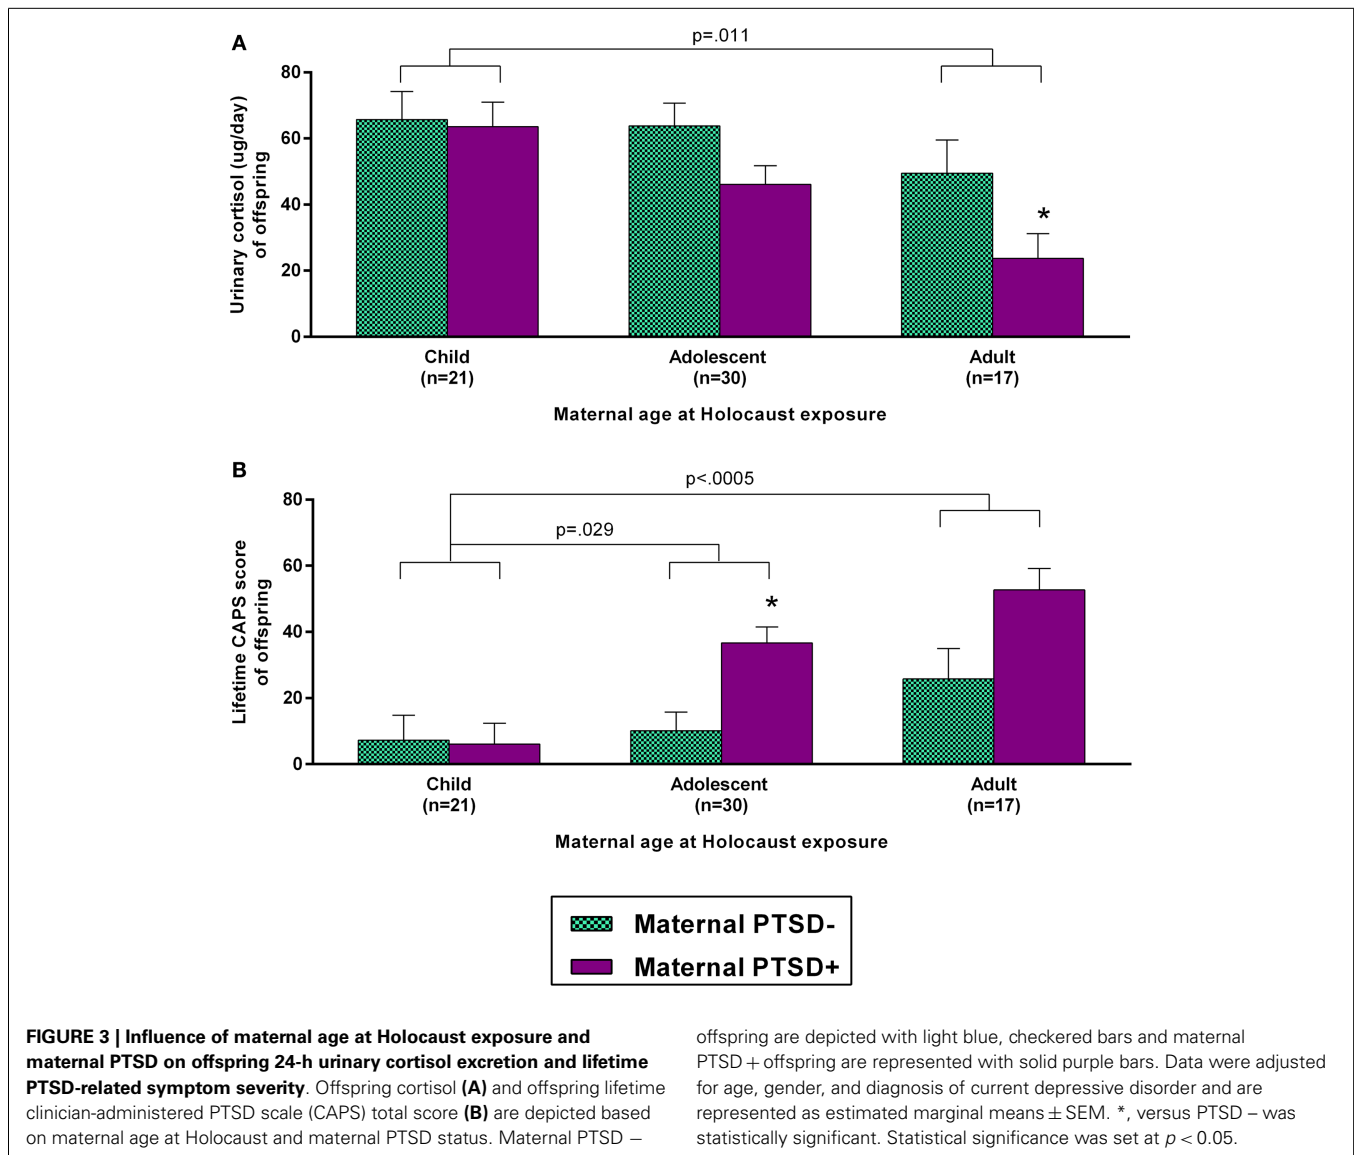 A
p=.011
Urinary cortisol (ug/day)
of offspring
80
60
40
20
0
Child
(n=21)
Adolescent
(n=30)
Adult
(n=17)
*
Maternal age at Holocaust exposure
B
p<.0005
p=.029
Lifetime CAPS score
of offspring
80
60
40
20
0
*
Child
(n=21)
Adolescent
(n=30)
Adult
(n=17)
Maternal age at Holocaust exposure
Maternal PTSD-
Maternal PTSD+
FIGURE 3 | Influence of maternal age at Holocaust exposure and
maternal PTSD on offspring 24-h urinary cortisol excretion and lifetime
PTSD-related symptom severity. Offspring cortisol (A) and offspring lifetime
clinician-administered PTSD scale (CAPS) total score (B) are depicted based
on maternal age at Holocaust and maternal PTSD status. Maternal PTSD −
offspring are depicted with light blue, checkered bars and maternal
PTSD + offspring are represented with solid purple bars. Data were adjusted
for age, gender, and diagnosis of current depressive disorder and are
represented as estimated marginal means ± SEM. *, versus PTSD – was
statistically significant. Statistical significance was set at p < 0.05.